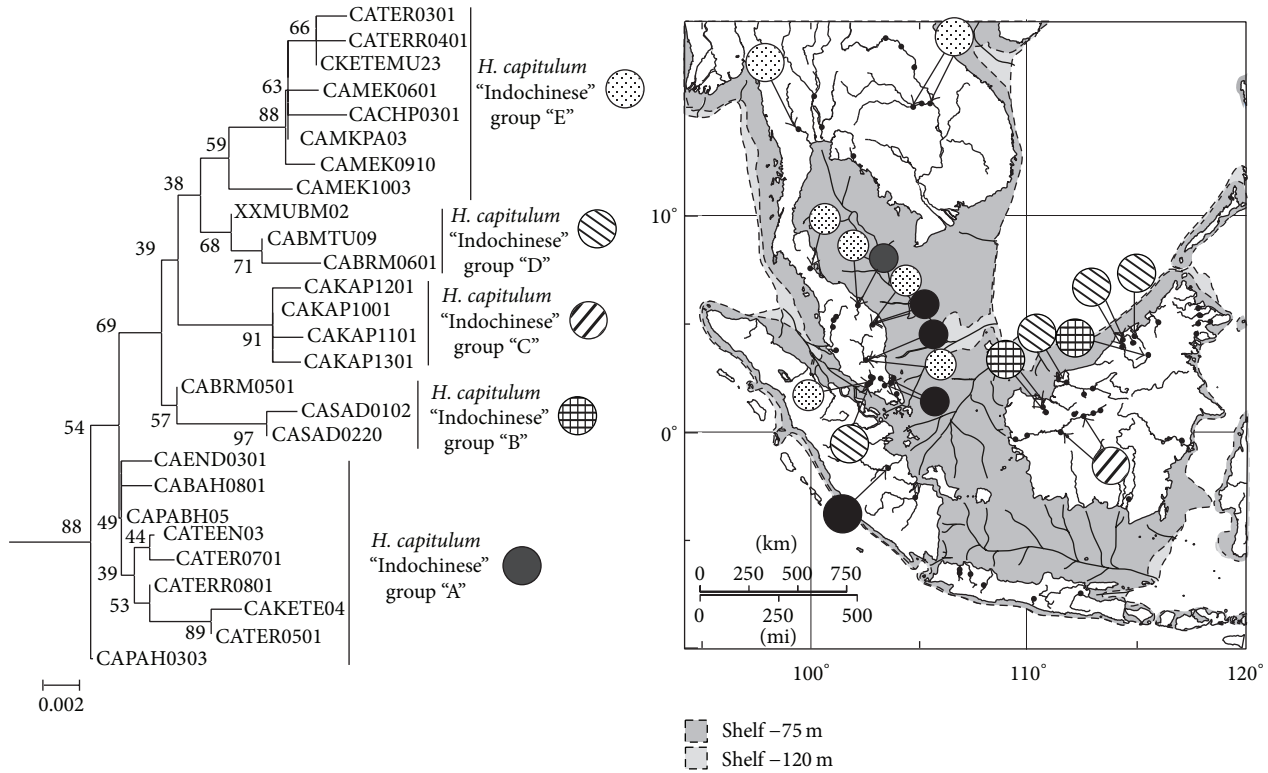 CATER0301
66
CATERR0401
CKETEMU23
63
CAMEK0601
88
CACHP0301
CAMKPA03
59
CAMEK0910
38
CAMEK1003
XXMUBM02
68
CABMTU09
39
71
CABRM0601
CAKAP1201
CAKAP1001
69
91
CAKAP1101
CAKAP1301
CABRM0501
57
CASAD0102
54
97
CASAD0220
CAEND0301
CABAH0801
88
49
CAPABH05
44
CATEEN03
CATER0701
39
CATERR0801
53
CAKETE04
89
CATER0501
CAPAH0303
0.002
H. capitulum
“Indochinese”
group “E”
H. capitulum
“Indochinese”
group “D”
H. capitulum
“Indochinese”
group “C”
H. capitulum
“Indochinese”
group “B”
H. capitulum
“Indochinese”
group “A”
10°
0°
(km)
0 250 500 750
0 250 500
(mi)
100° 110° 120°
Shelf −75 m
Shelf −120 m